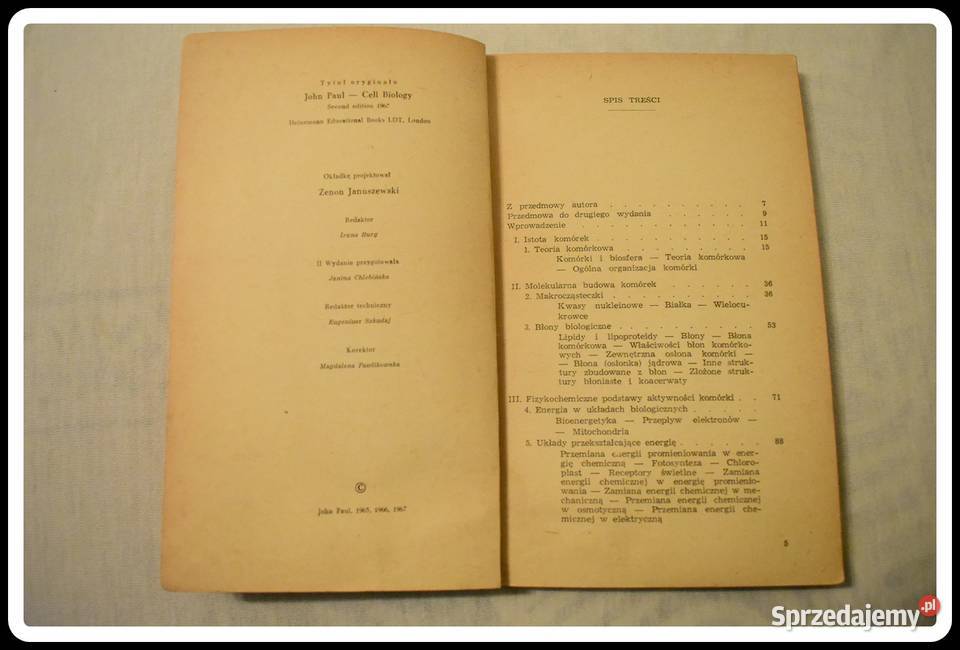 Tytuł oryginału
John Paul — Cell Biology
Second edition 1967
Heinemann Educational Books LDT, London
Okładkę projektował
Zenon Januszewski
Redaktor
Irena Burg
II Wydanie przygotowała
Janina Chlebińska
Redaktor techniczny
Eugeniusz Szkudaj
Korektor
Magdalena Pawlikowska
©
John Paul, 1965, 1966, 1967
SPIS TREŚCI
Z przedmowy autora . . . . . . . . . . 7
Przedmowa do drugiego wydania . . . . . . 9
Wprowadzenie . . . . . . . . . . 11
I. Istota komórek . . . . . . . . . 15
1. Teoria komórkowa . . . . . . . . 15
Komórki i biosfera — Teoria komórkowa
— Ogólna organizacja komórki
II. Molekularna budowa komórek . . . . . 36
2. Makrocząsteczki . . . . . . . . . 36
Kwasy nukleinowe — Białka — Wielocu-
krowce
3. Błony biologiczne . . . . . . . . . . 53
Lipidy i lipoproteidy — Błony — Błona
komórkowa — Właściwości błon komórko-
wych — Zewnętrzna osłona komórki —
— Błona (osłonka) jądrowa — Inne struk-
tury zbudowane z błon — Złożone struk-
tury błoniaste i koacerwaty
III. Fizykochemiczne podstawy aktywności komórki . . 71
4. Energia w układach biologicznych . . . . .
Bioenergetyka — Przepływ elektronów —
— Mitochondria
5. Układy przekształcające energię . . . . . . 88
Przemiana energii promieniowania w ener-
gię chemiczną — Fotosynteza — Chloro-
plast — Receptory świetlne — Zamiana
energii chemicznej w energię promienio-
wania — Zamiana energii chemicznej w me-
chaniczną — Przemiana energii chemicznej
w osmotyczną — Przemiana energii che-
micznej w elektryczną
5
Sprzedajemy.pl